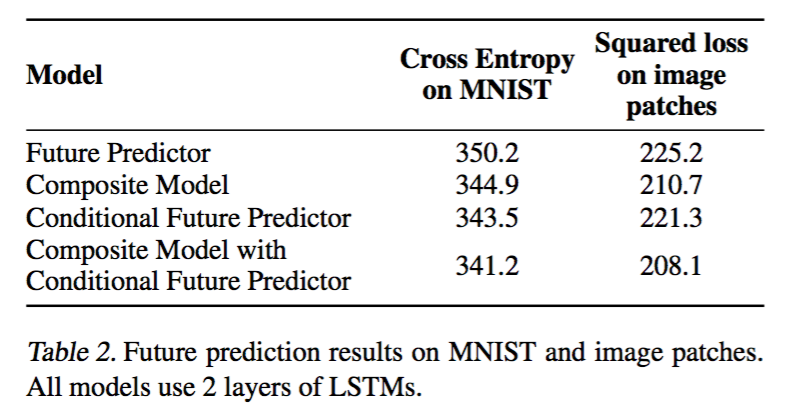 Model Cross Entropy on MNIST Squared loss on image patches
Future Predictor 350.2 225.2
Composite Model 344.9 210.7
Conditional Future Predictor 343.5 221.3
Composite Model with Conditional Future Predictor 341.2 208.1
Table 2. Future prediction results on MNIST and image patches.
All models use 2 layers of LSTMs.